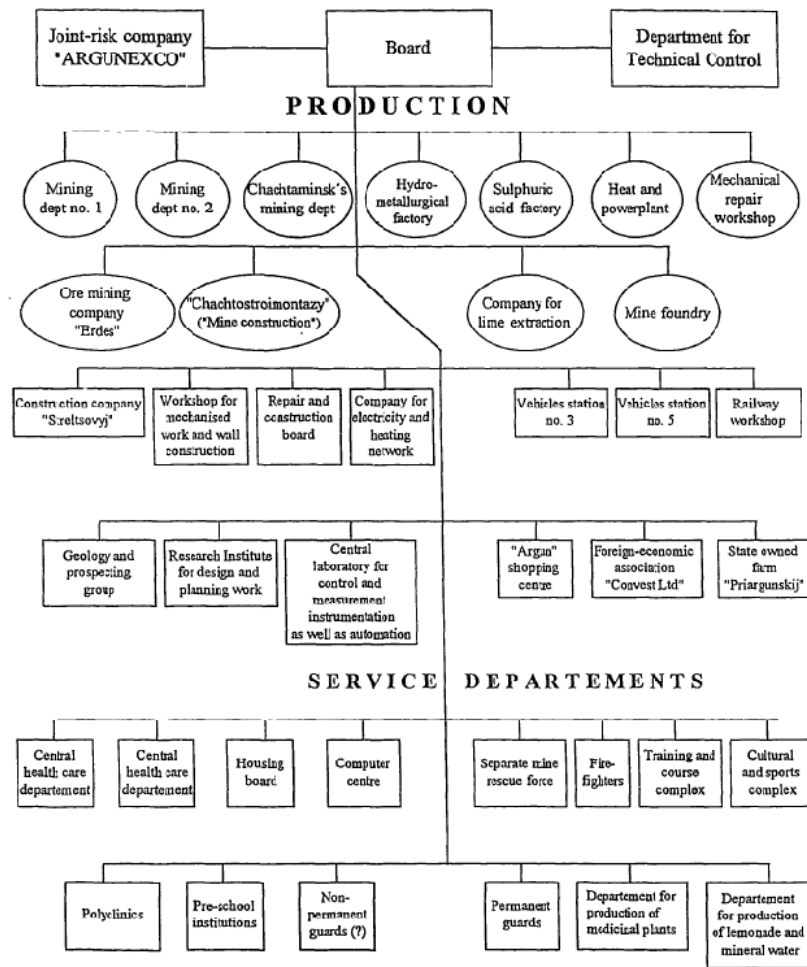 Joint-risk company
"ARGUNEXCO"
Board
Department for
Technical Control
PRODUCTION
Mining
dept no. 1
Mining
dept no. 2
Chachtaminsk's
mining dept
Hydro-
metallurgical
factory
Sulphuric
acid factory
Heat and
powerplant
Mechanical
repair
workshop
Ore mining
company
"Erdes"
"Chachtostroimontazy"
("Mine construction")
Company for
lime extraction
Mine foundry
Construction company
"Streltsovyj"
Workshop for
mechanised
work and wall
construction
Repair and
construction
board
Company for
electricity and
heating
network
Vehicles station
no. 3
Vehicles station
no. 5
Railway
workshop
Geology and
prospecting
group
Research Institute
for design and
planning work
Central
laboratory for
control and
measurement
instrumentation
as well as automation
"Argun"
shopping
centre
Foreign-economic
association
"Convest Ltd"
State owned
farm
"Priargunskij"
SERVICE DEPARTEMENTS
Central
health care
departement
Central
health care
departement
Housing
board
Computer
centre
Separate mine
rescue force
Fire-
fighters
Training and
course
complex
Cultural
and sports
complex
Polyclinics
Pre-school
institutions
Non-
permanent
guards (?)
Permanent
guards
Departement for
production of
medicinal plants
Departement
for production
of lemonade and
mineral water